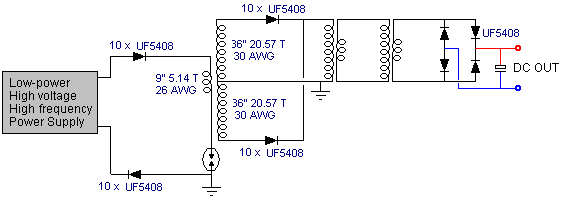 10 x UF5408
UF5408
10 x UF5408
36" 20.57 T
30 AWG
9" 5.14 T
26 AWG
DC OUT
Low-power
High voltage
High frequency
Power Supply
36" 20.57 T
30 AWG
10 x UF5408
10 x UF5408